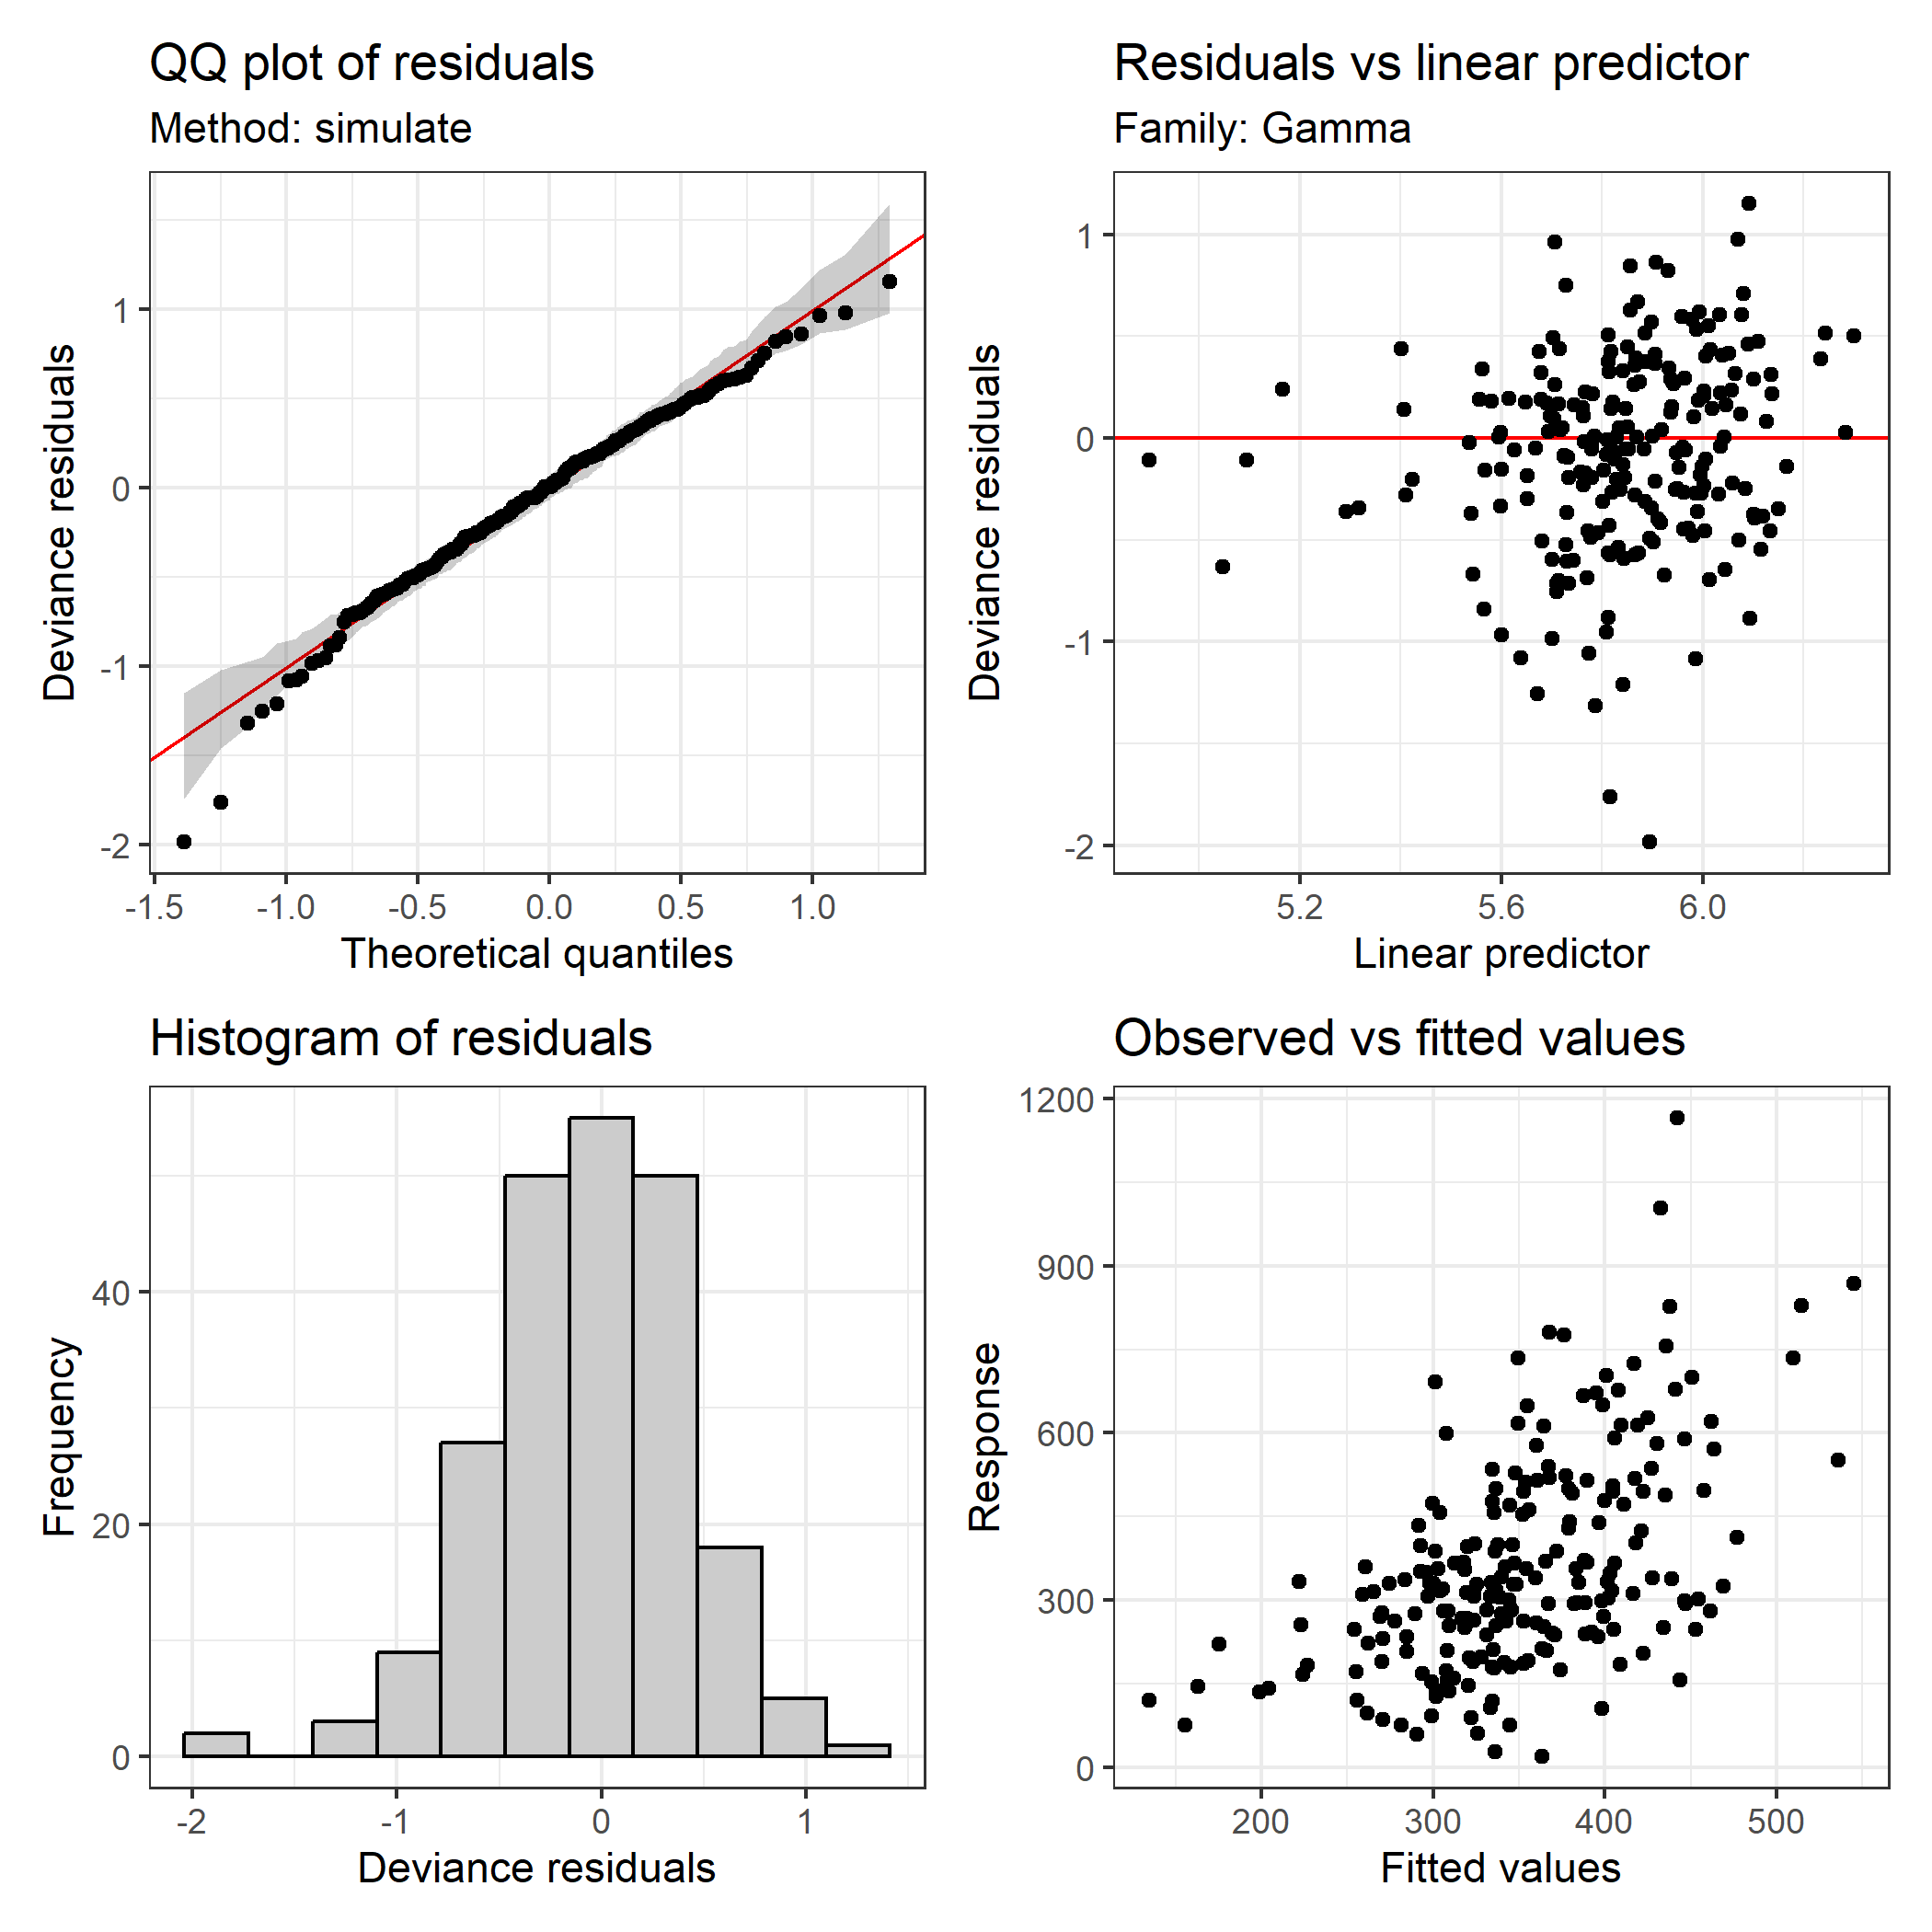 QQ plot of residuals
Method: simulate
1
0
-1
-2
-1.5 -1.0 -0.5 0.0 0.5 1.0
Theoretical quantiles
Deviance residuals
Residuals vs linear predictor
Family: Gamma
1
0
-1
-2
5.2 5.6 6.0
Linear predictor
Deviance residuals
Histogram of residuals
40
20
0
-2 -1 0 1
Deviance residuals
Frequency
Observed vs fitted values
1200
900
600
300
0
200 300 400 500
Fitted values
Response